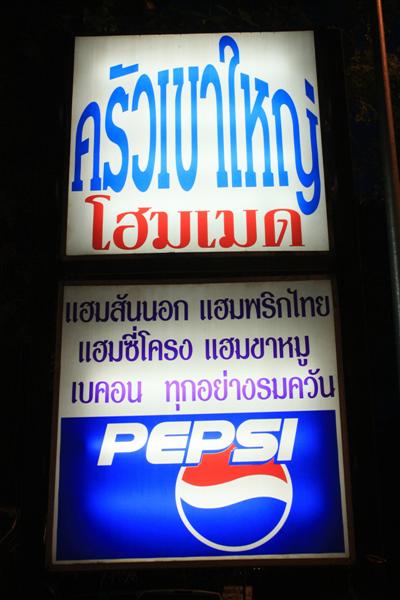 ครัวเขาใหญ่
โฮมเมด
แฮมสันนอก แฮมพริกไทย
แฮมซี่โครง แฮมขาหมู
เบคอน ทุกอย่างรมควัน
PEPSI